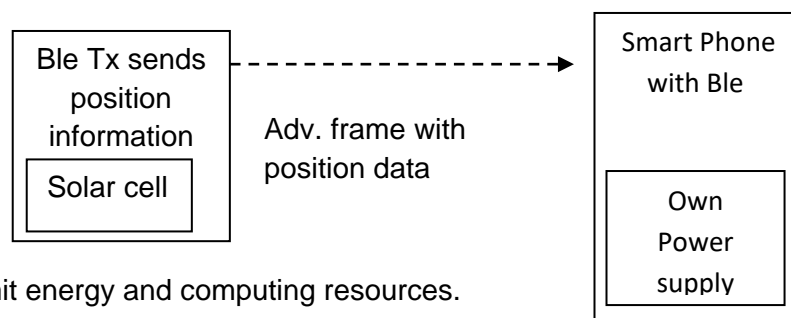 Ble Tx sends
position
information
Solar cell
Adv. frame with
position data
Smart Phone
with Ble
Own
Power
supply
energy and computing resources.